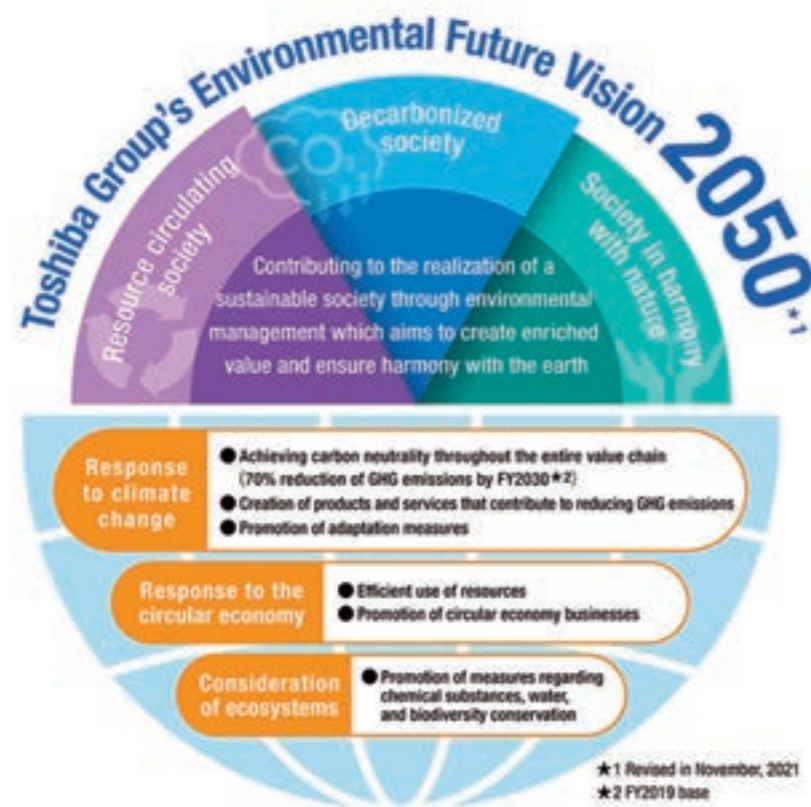 Toshiba Group's Environmental Future Vision 2050★1
Resource circulating
society
CO₂
Decarbonized
society
Society in harmony
with nature
Contributing to the realization of a
sustainable society through environmental
management which aims to create enriched
value and ensure harmony with the earth
Response
to climate
change
● Achieving carbon neutrality throughout the entire value chain
(70% reduction of GHG emissions by FY2030★2)
● Creation of products and services that contribute to reducing GHG emissions
● Promotion of adaptation measures
Response to the
circular economy
● Efficient use of resources
● Promotion of circular economy businesses
Consideration
of ecosystems
● Promotion of measures regarding
chemical substances, water,
and biodiversity conservation
★1 Revised in November, 2021
★2 FY2019 base